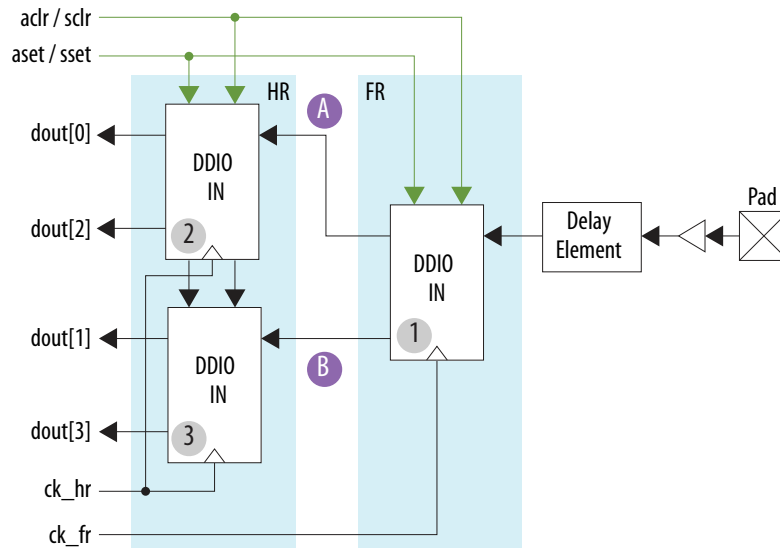 aclr / sclr
aset / sset
HR
FR
A
dout[0]
DDIO
IN
dout[2]
2
Pad
Delay
Element
DDIO
IN
1
dout[1]
B
DDIO
IN
dout[3]
3
ck_hr
ck_fr